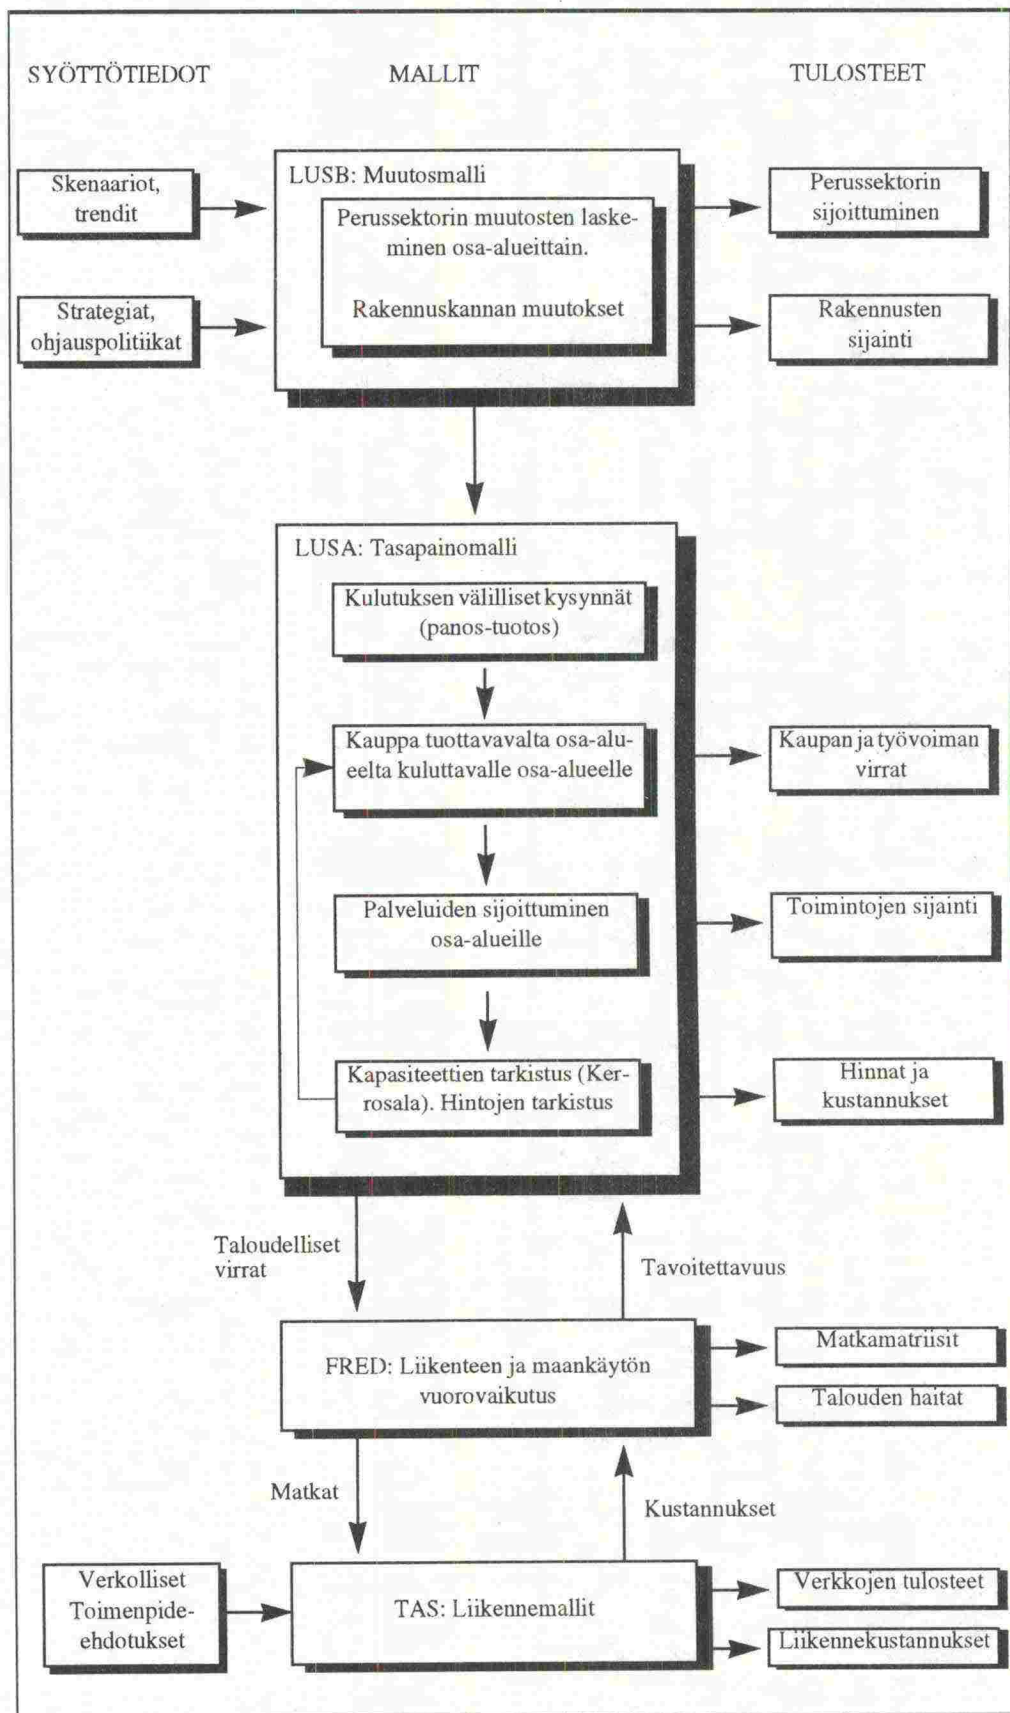 SYÖTTÖTIEDOT
MALLIT
TULOSTEET
Skenaariot,
trendit
Strategiat,
ohjauspolitiikat
LUSB: Muutosmalli
Perussektorin muutosten laske-
minen osa-alueittain.
Rakennuskannan muutokset
Perussektorin
sijoittuminen
Rakennusten
sijainti
LUSA: Tasapainomalli
Kulutuksen välilliset kysynnät
(panos-tuotos)
Kauppa tuottavavalta osa-alu-
eelta kuluttavalle osa-alueelle
Kaupan ja työvoiman
virrat
Palveluiden sijoittuminen
osa-alueille
Toimintojen sijainti
Kapasiteettien tarkistus (Ker-
rosala). Hintojen tarkistus
Hinnat ja
kustannukset
Taloudelliset
virrat
Tavoitettavuus
FRED: Liikenteen ja maankäytön
vuorovaikutus
Matkamatriisit
Talouden haitat
Matkat
Kustannukset
Verkolliset
Toimenpide-
ehdotukset
TAS: Liikennemallit
Verkkojen tulosteet
Liikennekustannukset